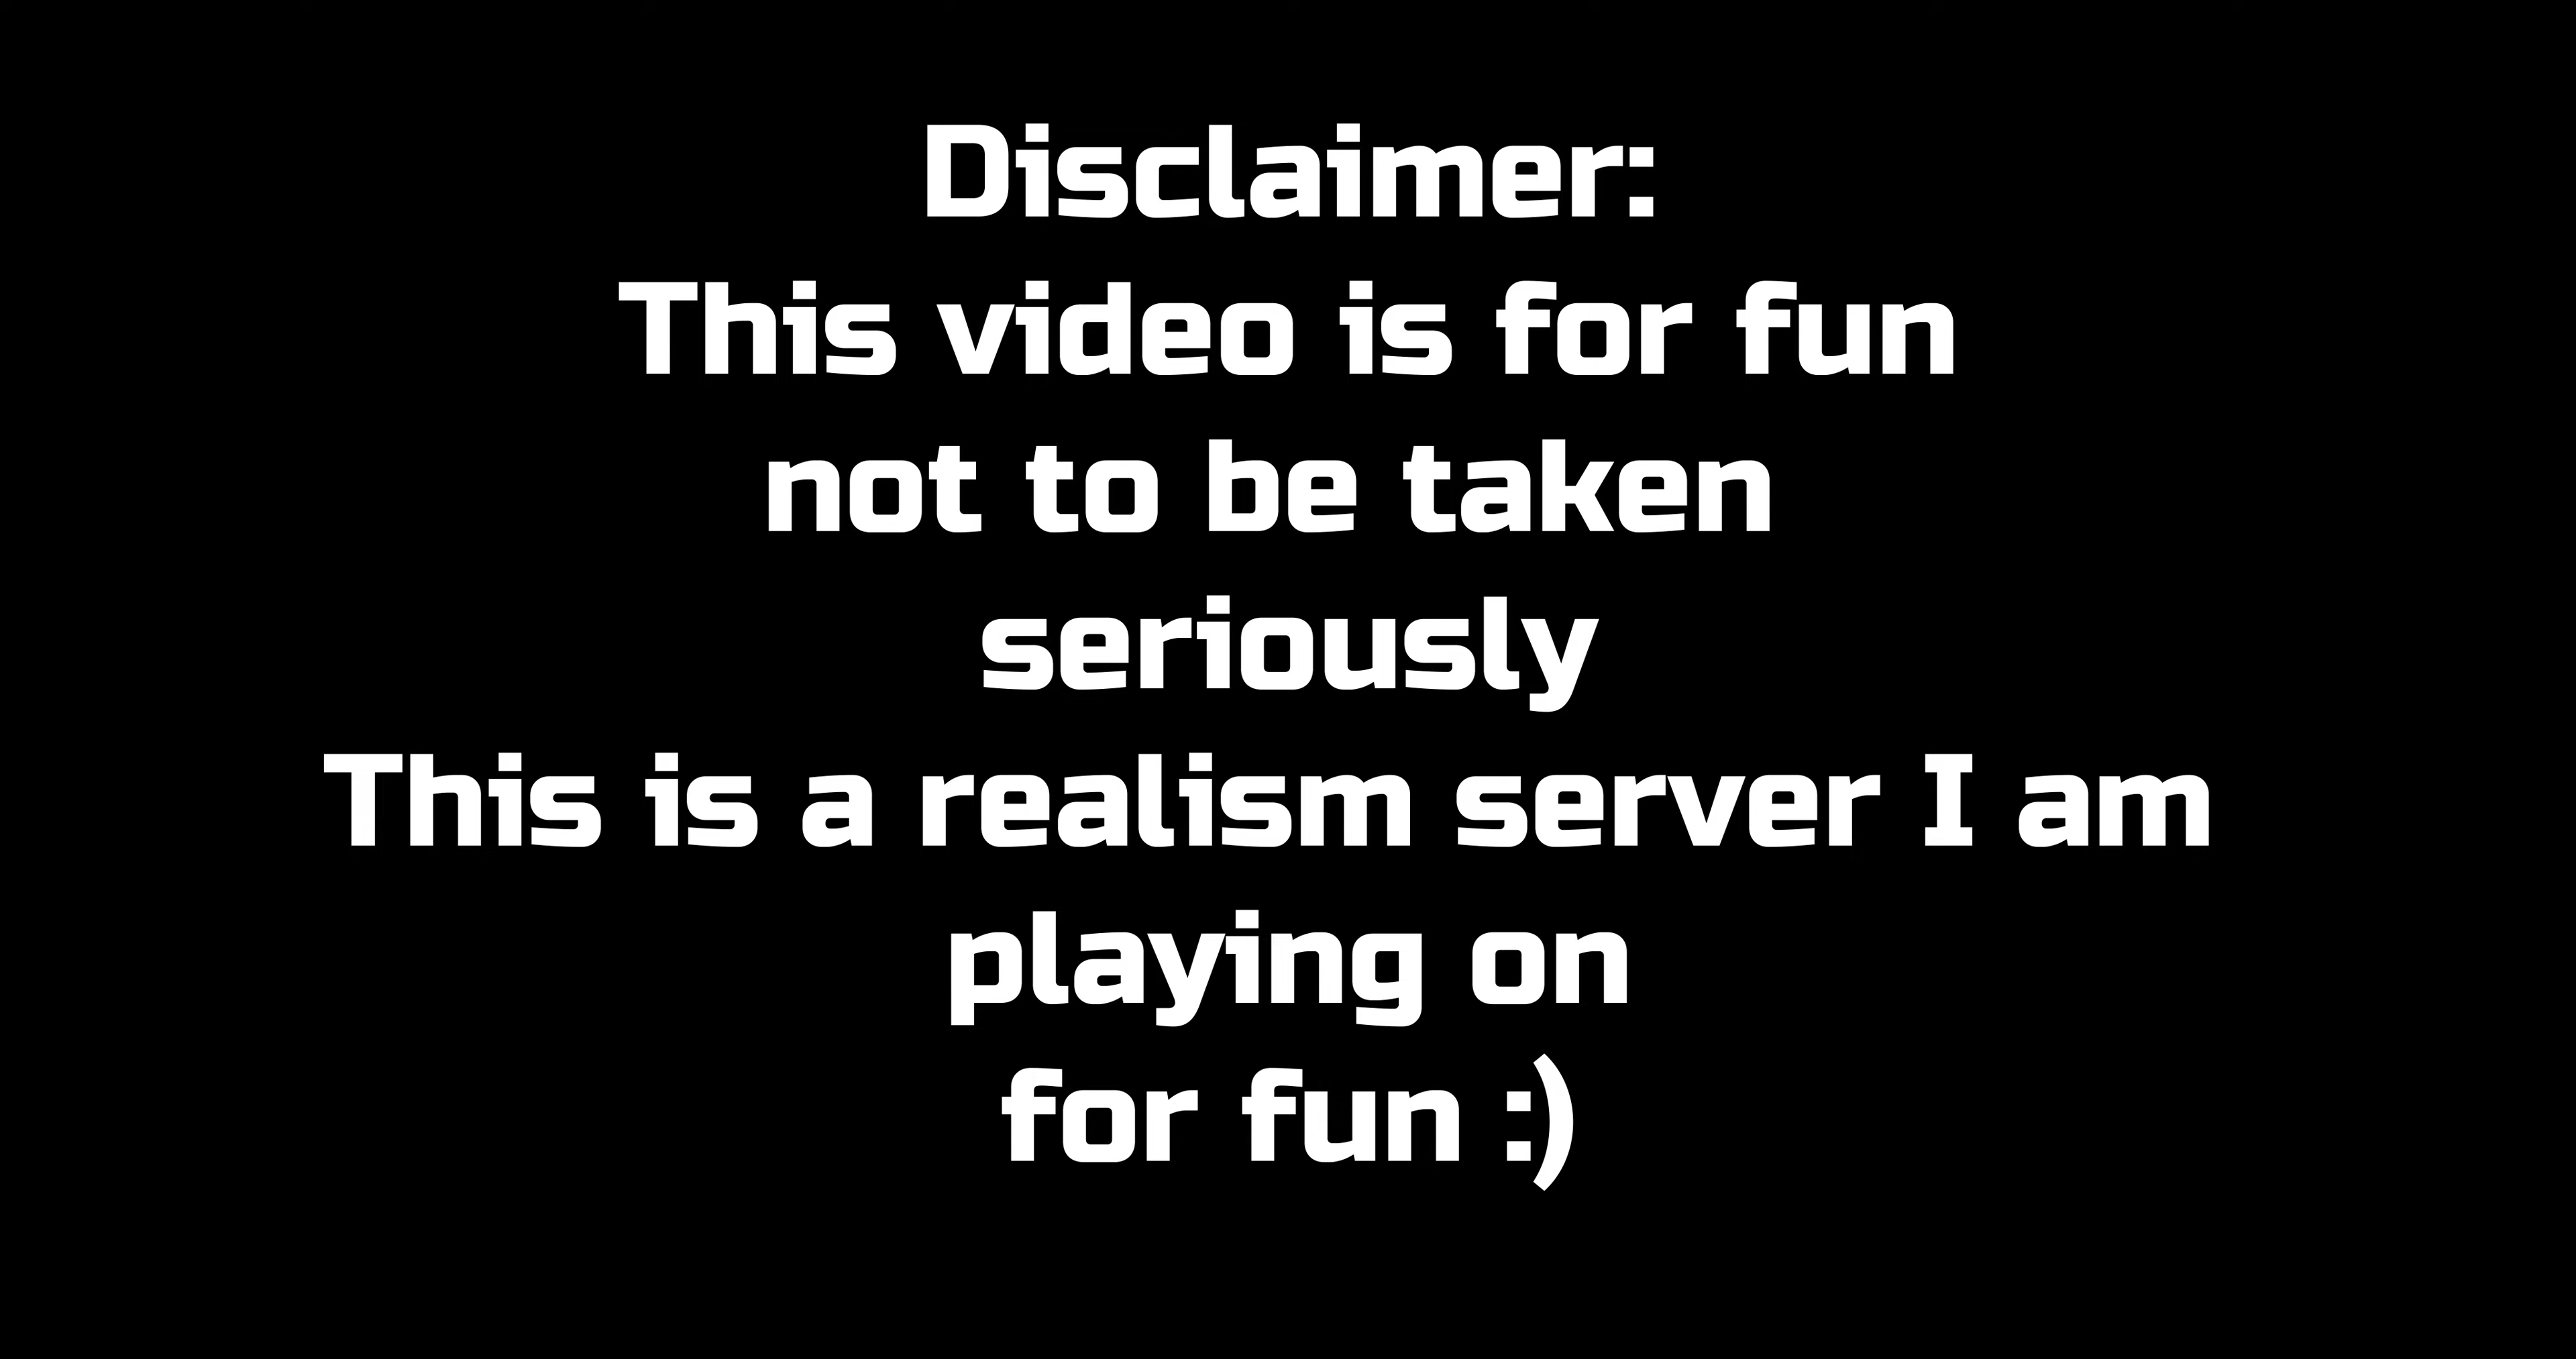 Disclaimer:
This video is for fun
not to be taken
seriously
This is a realism server I am
playing on
for fun :)